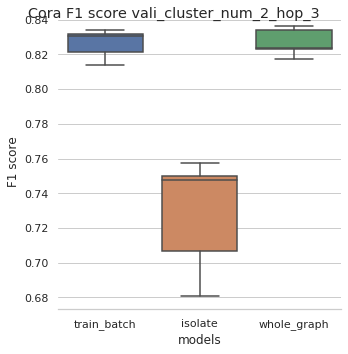 Cora F1 score vali_cluster_num_2_hop_3
0.84
0.82
0.80
0.78
0.76
0.74
0.72
0.70
0.68
F1 score
train_batch isolate whole_graph
models